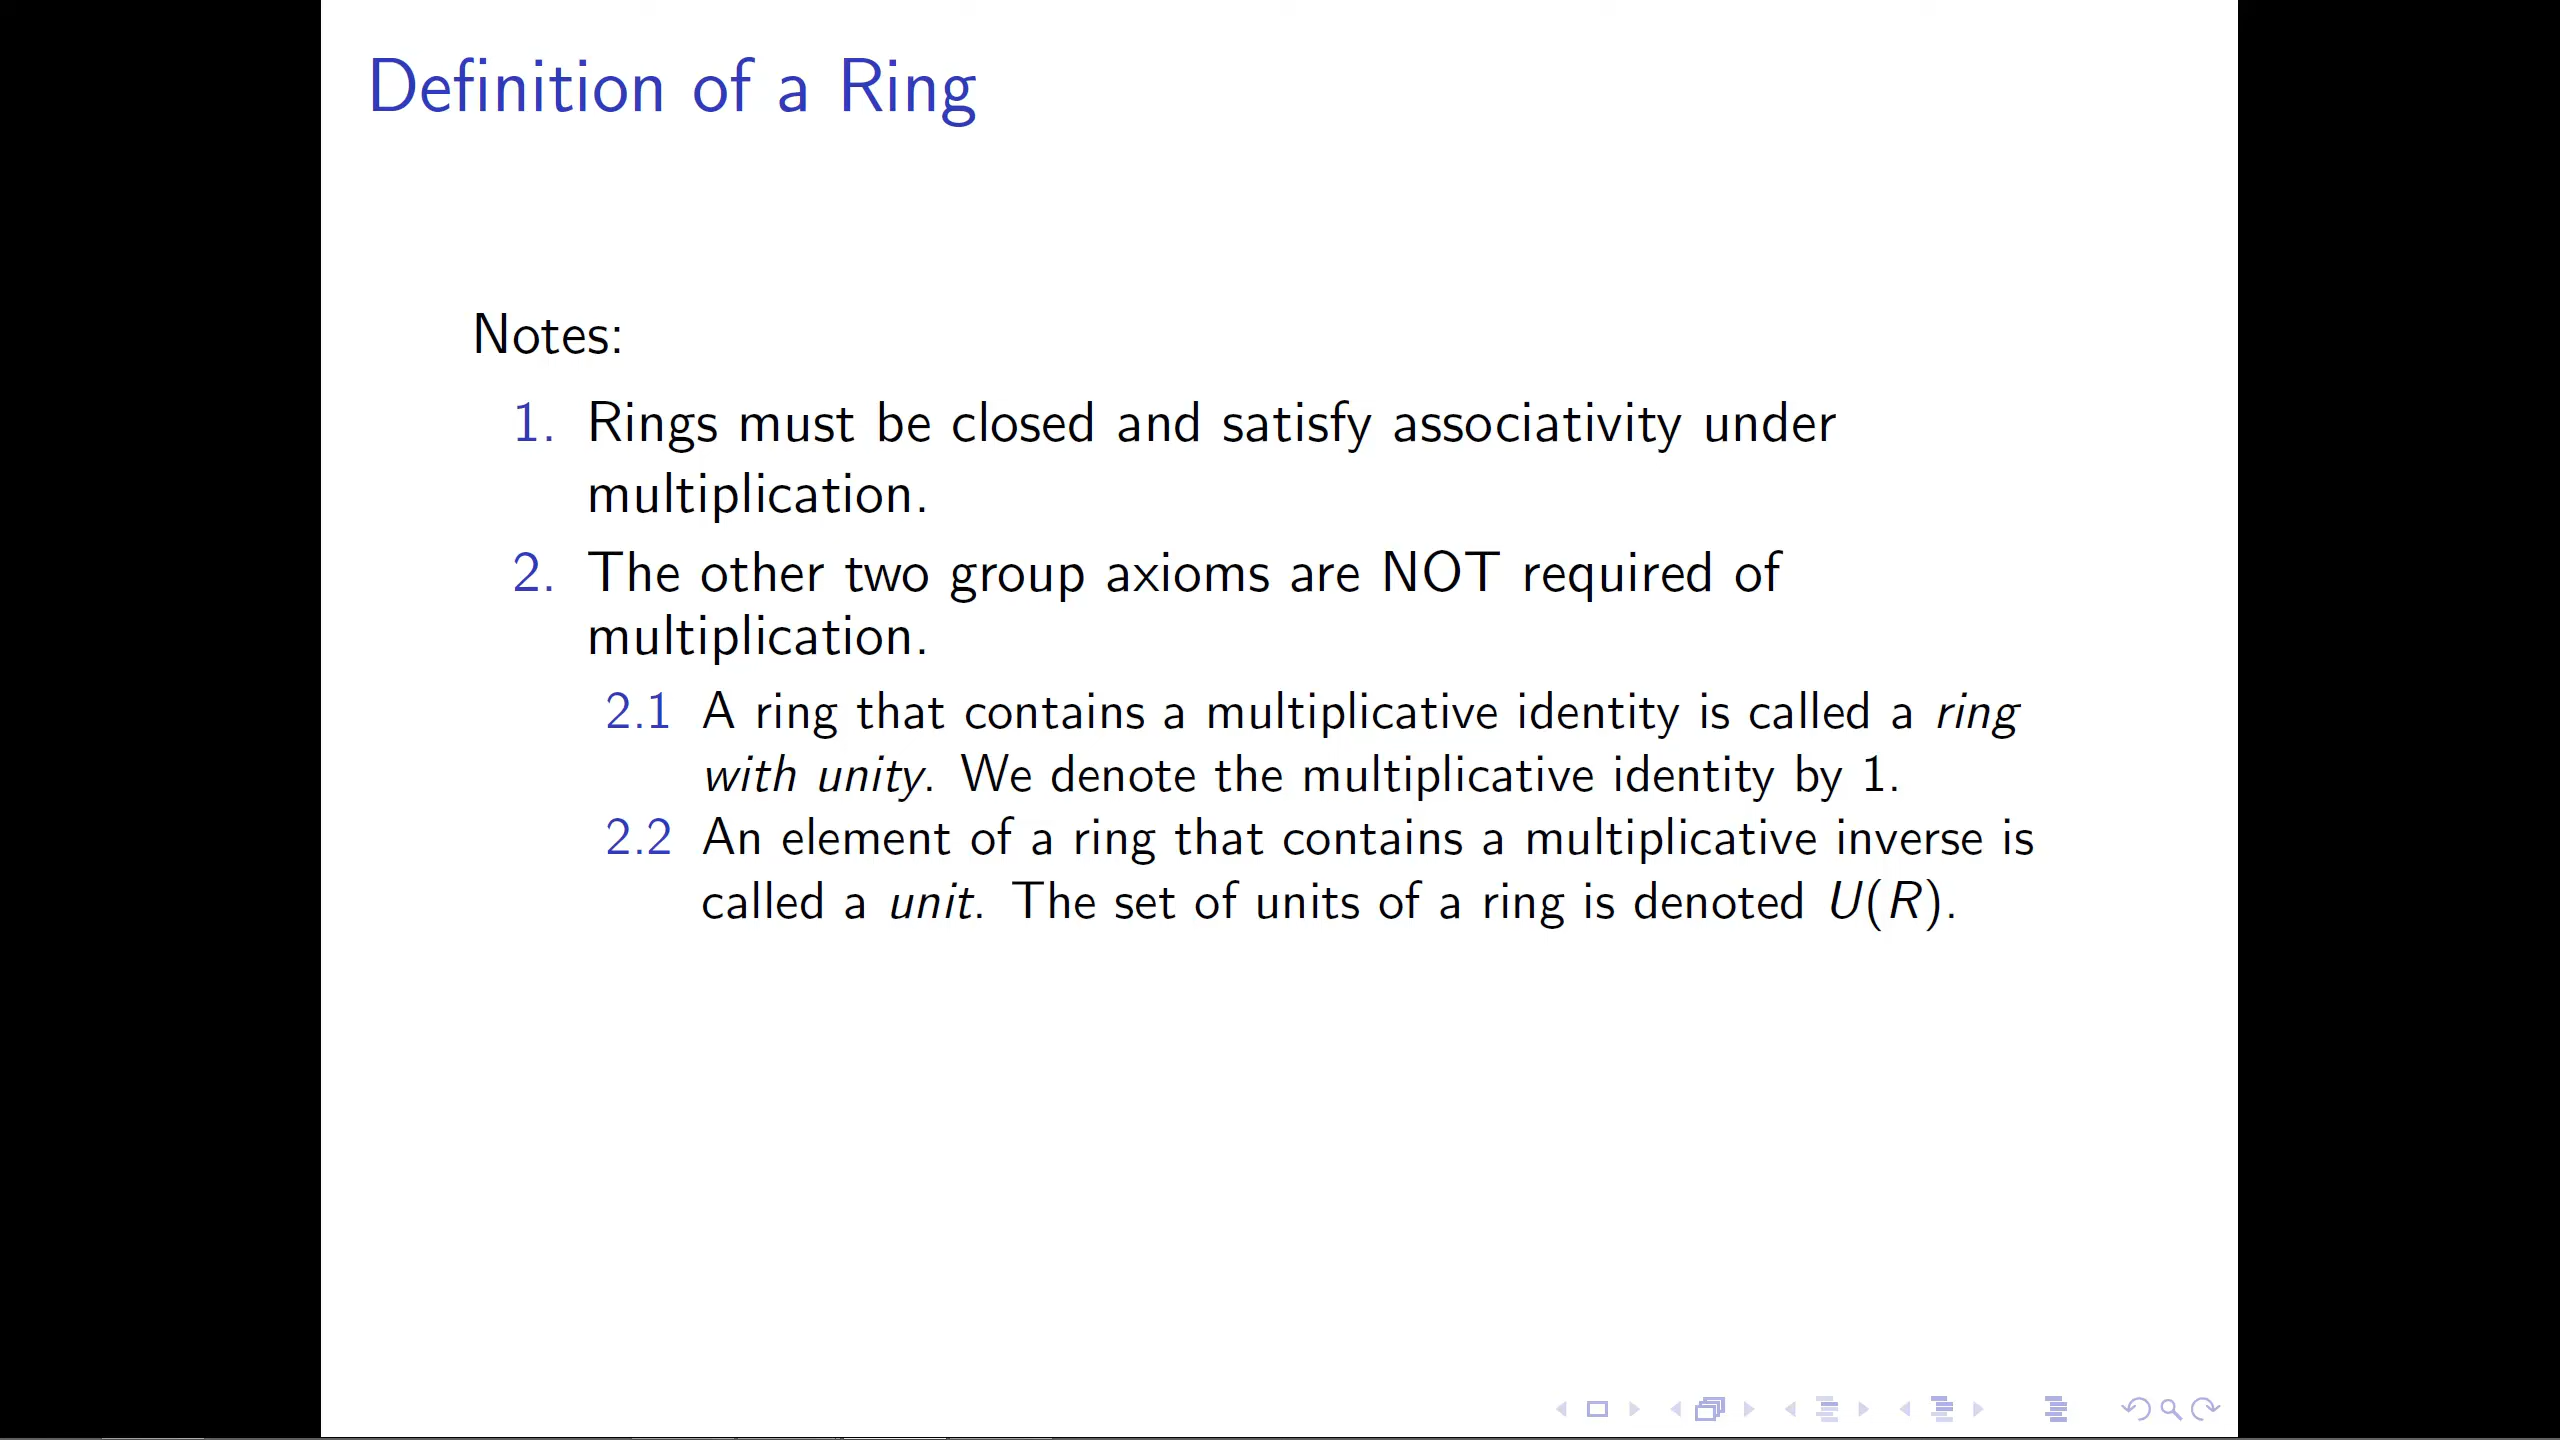 Definition of a Ring
Notes:
1. Rings must be closed and satisfy associativity under
multiplication.
2. The other two group axioms are NOT required of
multiplication.
2.1 A ring that contains a multiplicative identity is called a ring
with unity. We denote the multiplicative identity by 1.
2.2 An element of a ring that contains a multiplicative inverse is
called a unit. The set of units of a ring is denoted U(R).